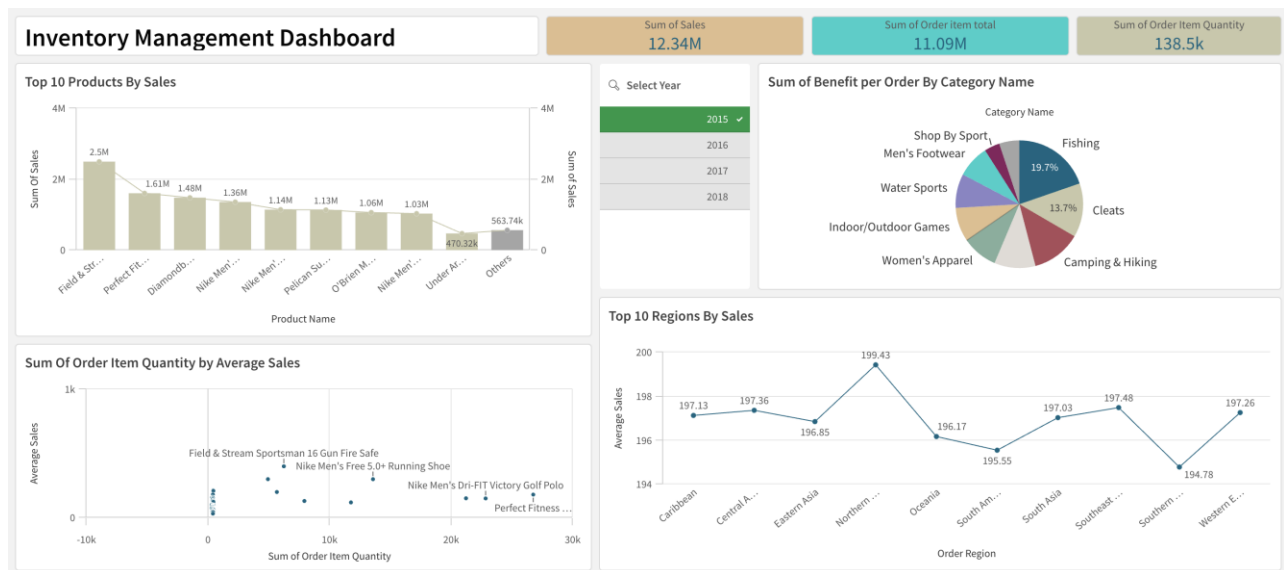 Inventory Management Dashboard
Sum of Sales
12.34M
Sum of Order item total
11.09M
Sum of Order Item Quantity
138.5k
Top 10 Products By Sales
4M
2M
0
Sum Of Sales
2.5M
1.61M
1.48M
1.36M
1.14M
1.13M
1.06M
1.03M
470.32k
563.74k
4M
2M
0
Sum of Sales
Field & Str...
Perfect Fit...
Diamondb...
Nike Men'...
Nike Men'...
Pelican Su...
O'Brien M...
Nike Men'...
Under Ar...
Others
Product Name
Select Year
2015
2016
2017
2018
Sum of Benefit per Order By Category Name
Category Name
Shop By Sport
Men's Footwear
Water Sports
Indoor/Outdoor Games
Women's Apparel
Fishing
19.7%
Cleats
13.7%
Camping & Hiking
Sum Of Order Item Quantity by Average Sales
1k
0
Average Sales
Field & Stream Sportsman 16 Gun Fire Safe
Nike Men's Free 5.0+ Running Shoe
Nike Men's Dri-FIT Victory Golf Polo
Perfect Fitness ...
-10k
0
10k
20k
30k
Sum of Order Item Quantity
Top 10 Regions By Sales
200
198
196
194
Average Sales
197.13
197.36
196.85
199.43
196.17
195.55
197.03
197.48
194.78
197.26
Caribbean
Central A...
Eastern Asia
Northern ...
Oceania
South Am...
South Asia
Southeast ...
Southern ...
Western E...
Order Region